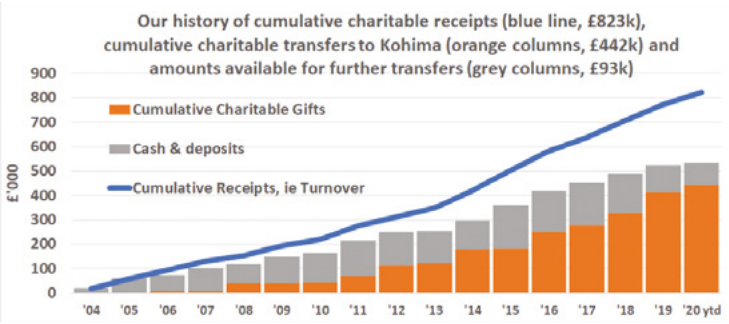 Our history of cumulative charitable receipts (blue line, £823k),
cumulative charitable transfers to Kohima (orange columns, £442k) and
amounts available for further transfers (grey columns, £93k)
900
800
700
600
500
400
300
200
100
0
£'000
Cumulative Charitable Gifts
Cash & deposits
Cumulative Receipts, ie Turnover
'04 '05 '06 '07 '08 '09 '10 '11 '12 '13 '14 '15 '16 '17 '18 '19 '20 ytd